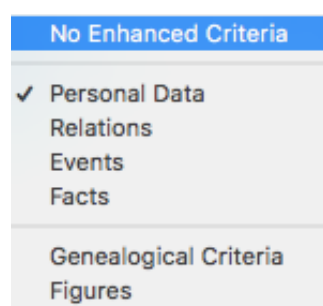 No Enhanced Criteria
✓ Personal Data
Relations
Events
Facts
Genealogical Criteria
Figures